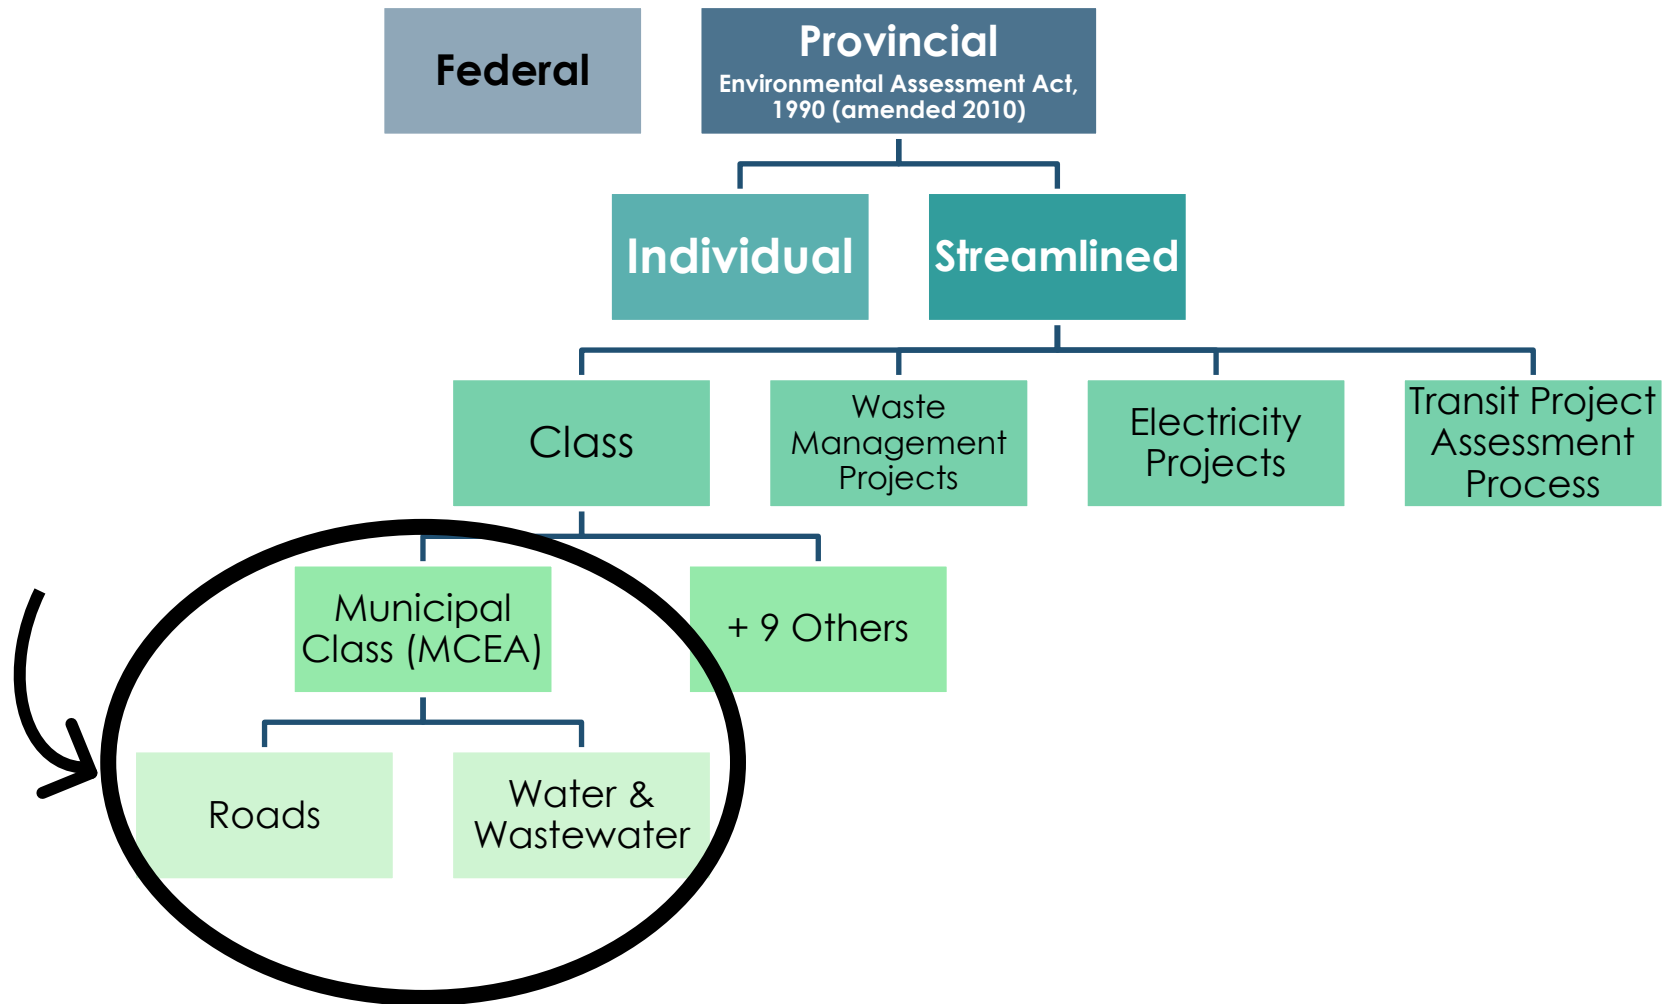 Federal
Provincial
Environmental Assessment Act,
1990 (amended 2010)
Individual
Streamlined
Class
Waste
Management
Projects
Electricity
Projects
Transit Project
Assessment
Process
Municipal
Class (MCEA)
+ 9 Others
Roads
Water &
Wastewater